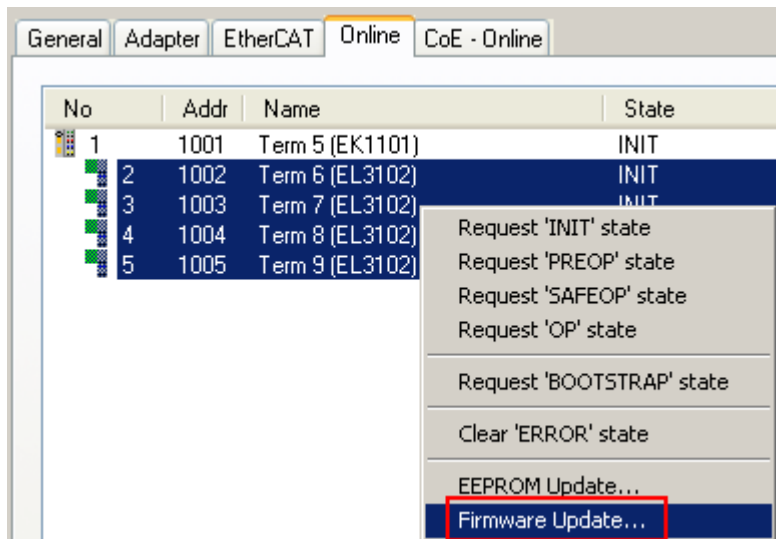 General Adapter EtherCAT Online CoE - Online
No Addr Name State
1 1001 Term 5 (EK1101) INIT
2 1002 Term 6 (EL3102) INIT
3 1003 Term 7 (EL3102) INIT
4 1004 Term 8 (EL3102)
5 1005 Term 9 (EL3102)
Request 'INIT' state
Request 'PREOP' state
Request 'SAFEOP' state
Request 'OP' state
Request 'BOOTSTRAP' state
Clear 'ERROR' state
EEPROM Update...
Firmware Update...